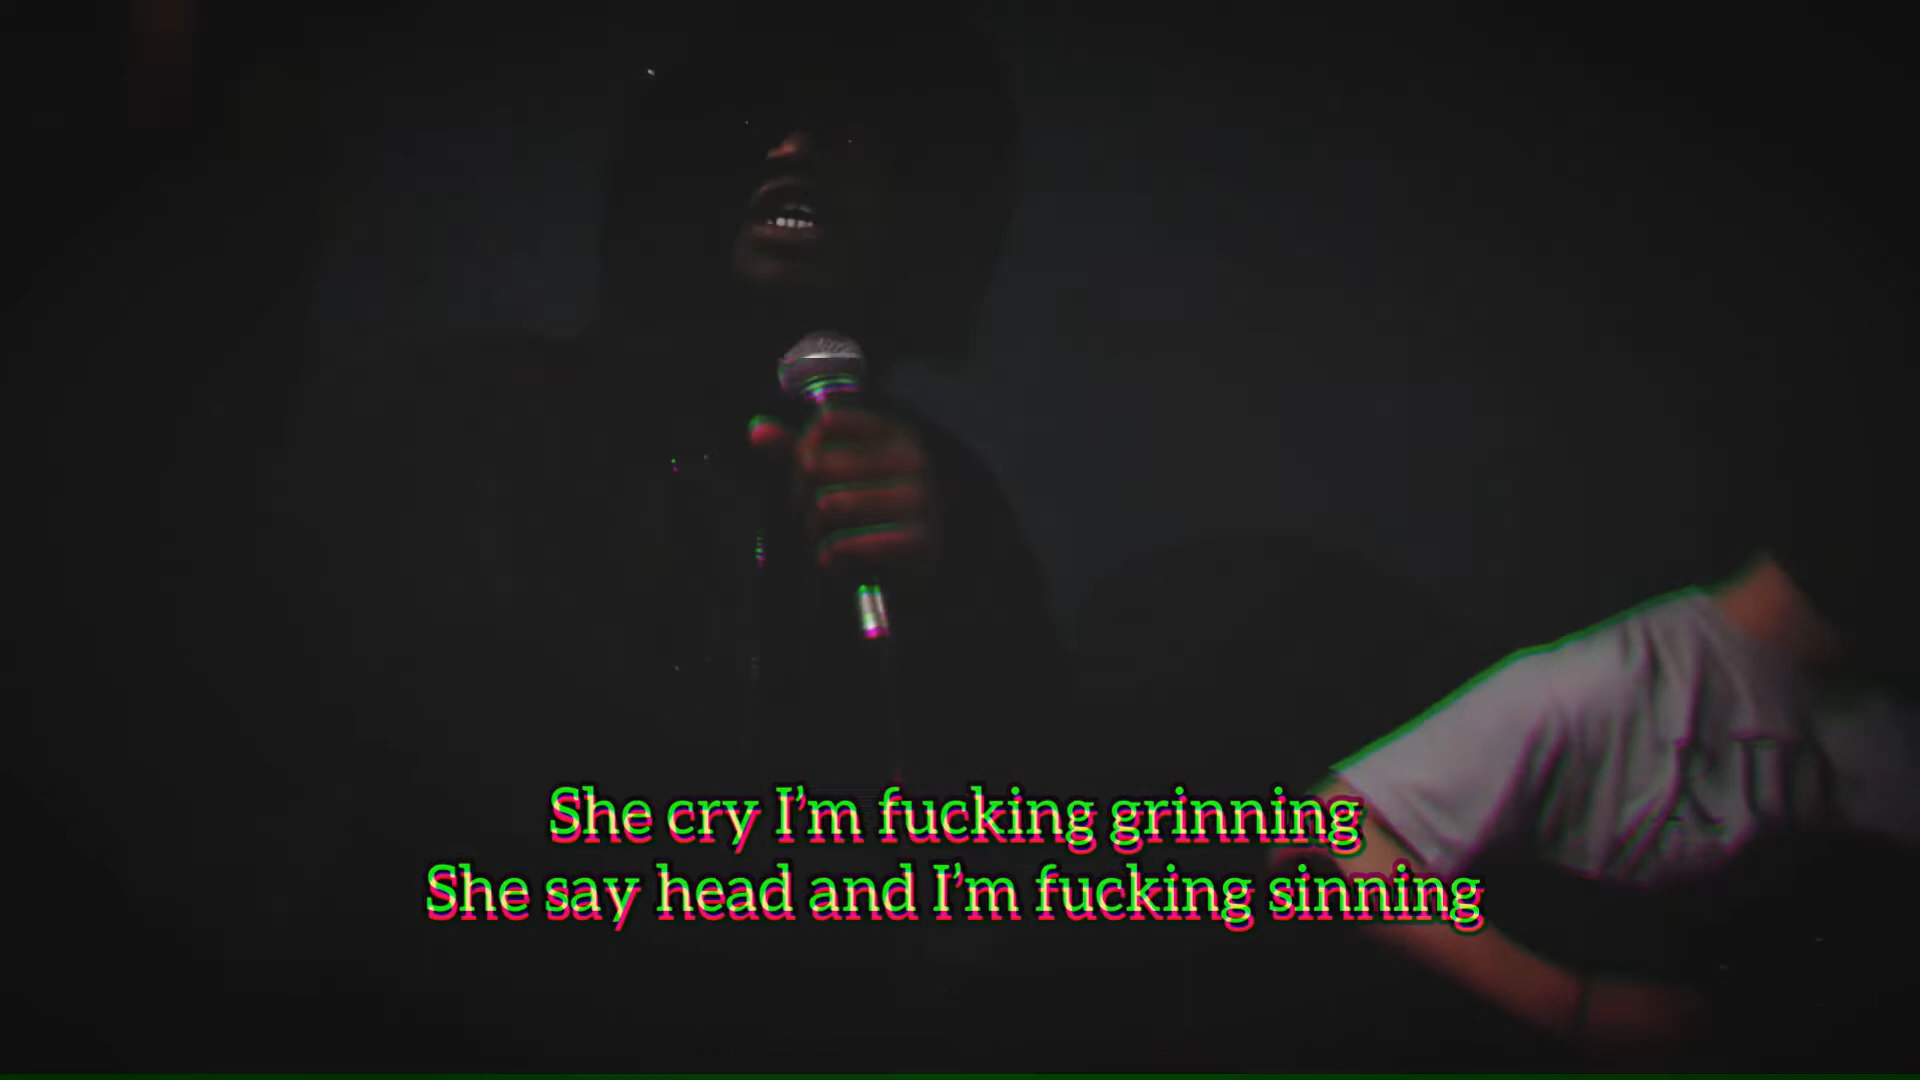 She cry I’m fucking grinning
She say head and I’m fucking sinning